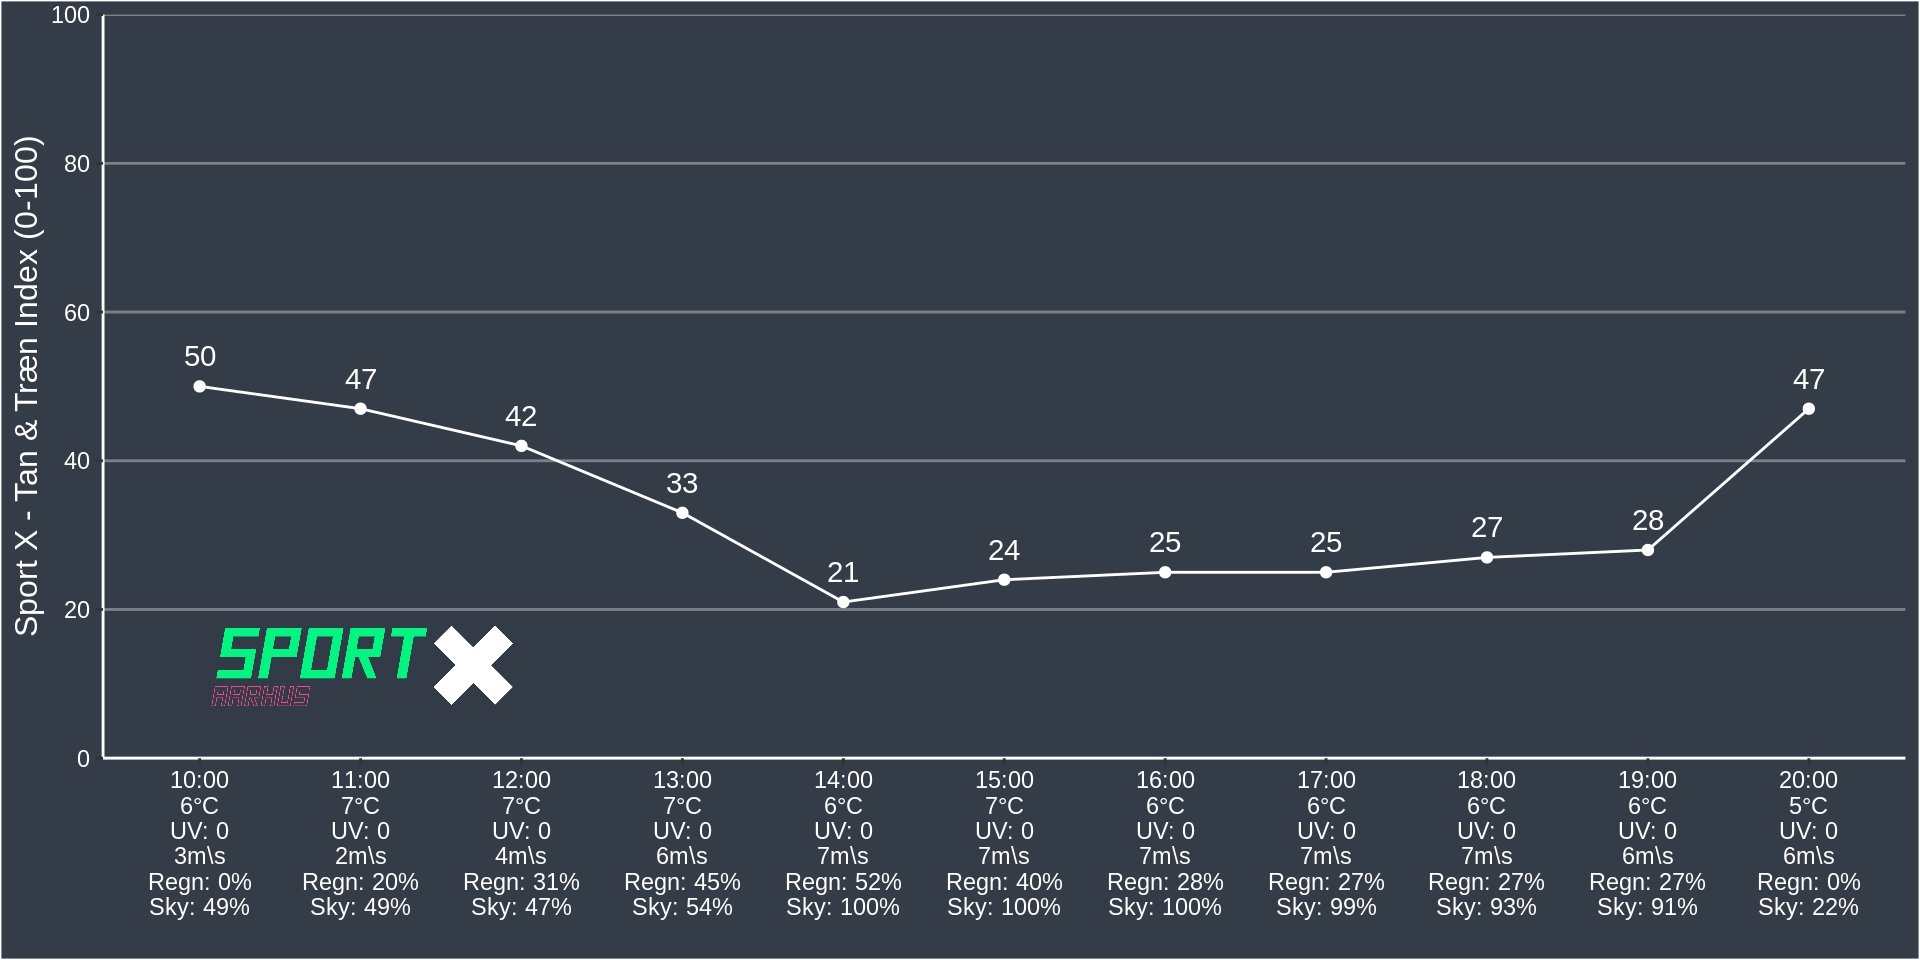 Sport X - Tan & Træn Index (0-100)
100
80
60
40
20
0
50
47
42
33
21
24
25
25
27
28
47
SPORT X
AARHUS
10:00 11:00 12:00 13:00 14:00 15:00 16:00 17:00 18:00 19:00 20:00
6°C 7°C 7°C 7°C 6°C 7°C 6°C 6°C 6°C 6°C 5°C
UV: 0 UV: 0 UV: 0 UV: 0 UV: 0 UV: 0 UV: 0 UV: 0 UV: 0 UV: 0 UV: 0
3m\s 2m\s 4m\s 6m\s 7m\s 7m\s 7m\s 7m\s 7m\s 6m\s 6m\s
Regn: 0% Regn: 20% Regn: 31% Regn: 45% Regn: 52% Regn: 40% Regn: 28% Regn: 27% Regn: 27% Regn: 27% Regn: 0%
Sky: 49% Sky: 49% Sky: 47% Sky: 54% Sky: 100% Sky: 100% Sky: 100% Sky: 99% Sky: 93% Sky: 91% Sky: 22%